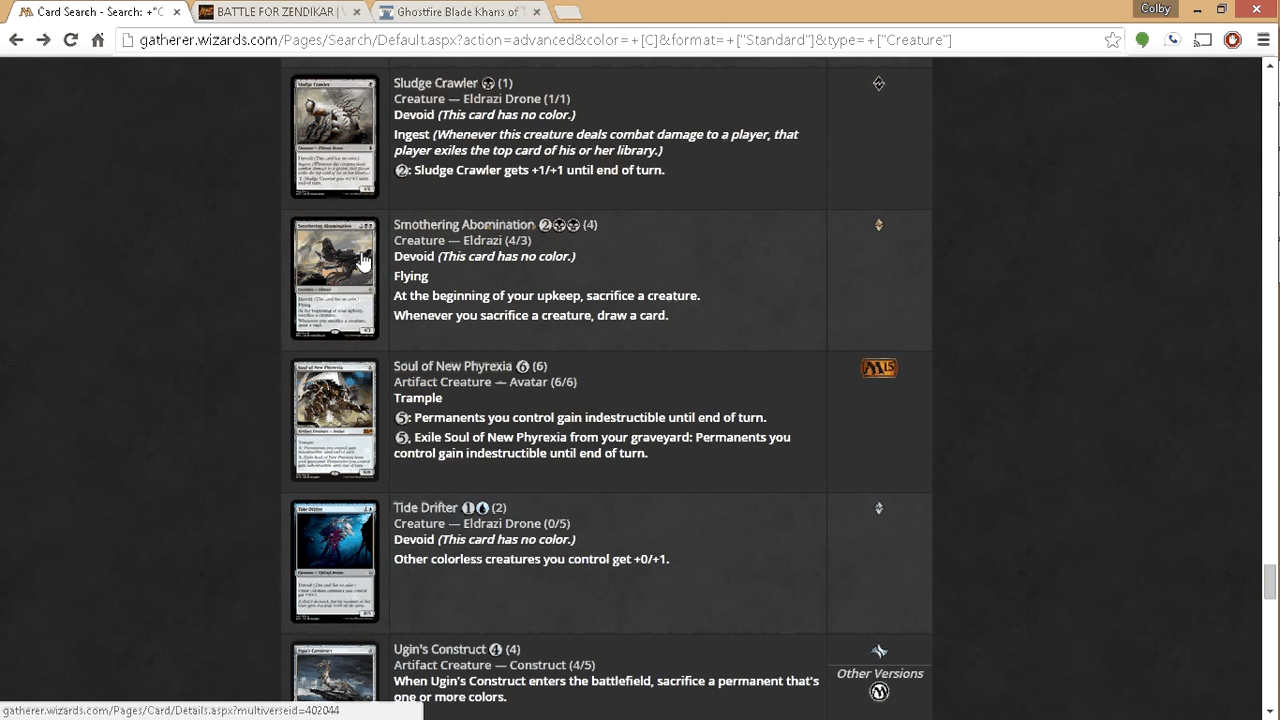 Card Search - Search: +"C
BATTLE FOR ZENDIKAR | \
Ghostfire Blade (Khans of T
Colby
gatherer.wizards.com/Pages/Search/Default.aspx?action=advanced&color=+[C]&format=+["Standard"]&type=+["Creature"]
Sludge Crawler (1)
Creature — Eldrazi Drone (1/1)
Devoid (This card has no color.)
Ingest (Whenever this creature deals combat damage to a player, that
player exiles the top card of his or her library.)
+1/+1 until end of turn.
Smothering Abomination 2 (4)
Creature — Eldrazi (4/3)
Devoid (This card has no color.)
Flying
sacrifice a creature.
Whenever you sacrifice a creature, draw a card.
Soul of New Phyrexia 6 (6)
Artifact Creature — Avatar (6/6)
Trample
5: Permanents you control gain indestructible until end of turn.
Exile Soul of New Phyrexia from your graveyard: Permanents you
control gain indestructible until end of turn.
Tide Drifter 1
Creature — Eldrazi Drone (0/5)
Devoid (This card has no color.)
Other colorless creatures you control get +0/+1.
Ugin's Construct 4 (4)
Artifact Creature — Construct (4/5)
When Ugin's Construct enters the battlefield, sacrifice a permanent that's
one or more colors.
M15
Other Versions
gatherer.wizards.com/Pages/Card/Details.aspx?multiverseid=402044